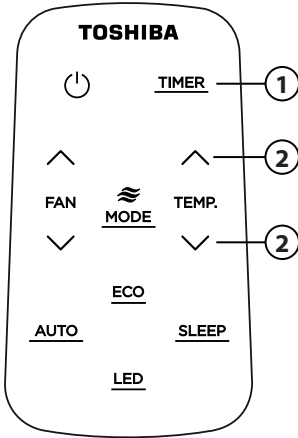 TOSHIBA
TIMER 1
2
FAN MODE TEMP.
2
ECO
AUTO SLEEP
LED